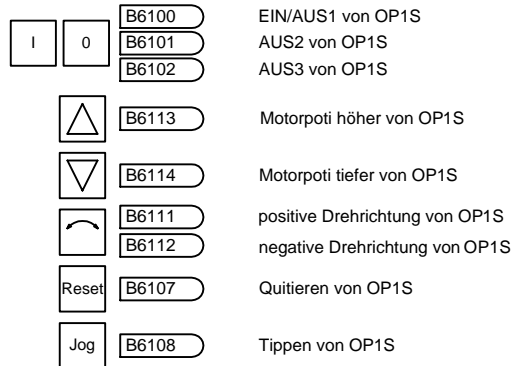 B6100 EIN/AUS1 von OP1S
I 0 B6101 AUS2 von OP1S
B6102 AUS3 von OP1S
B6113 Motorpoti höher von OP1S
B6114 Motorpoti tiefer von OP1S
B6111 positive Drehrichtung von OP1S
B6112 negative Drehrichtung von OP1S
Reset B6107 Quitieren von OP1S
Jog B6108 Tippen von OP1S